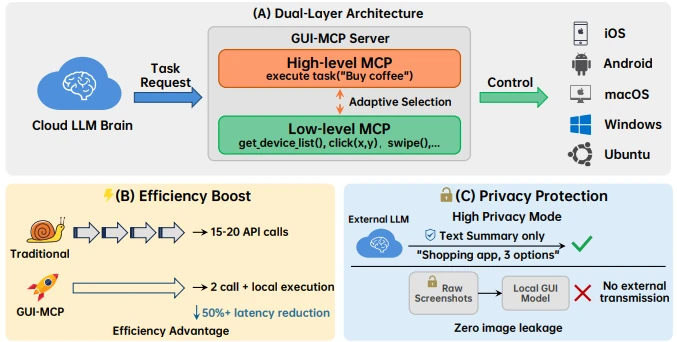 (A) Dual-Layer Architecture
GUI-MCP Server
High-level MCP
execute task("Buy coffee")
Adaptive Selection
Low-level MCP
get_device_list(), click(x,y), swipe(),...
Task
Request
Cloud LLM Brain
Control
iOS
Android
macOS
Windows
Ubuntu
(B) Efficiency Boost
Traditional
15-20 API calls
GUI-MCP
2 call + local execution
50%+ latency reduction
Efficiency Advantage
(C) Privacy Protection
External LLM
High Privacy Mode
Text Summary only
"Shopping app, 3 options"
Raw
Screenshots
Local GUI
Model
No external
transmission
Zero image leakage